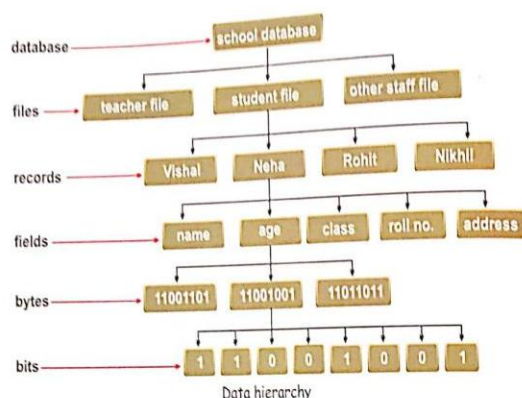 database
school database
files
teacher file
student file
other staff file
records
Vishal
Neha
Rohit
Nikhil
fields
name
age
class
roll no.
address
bytes
11001101
11001001
11011011
bits
1 1 0 0 1 0 0 1
Data hierarchy